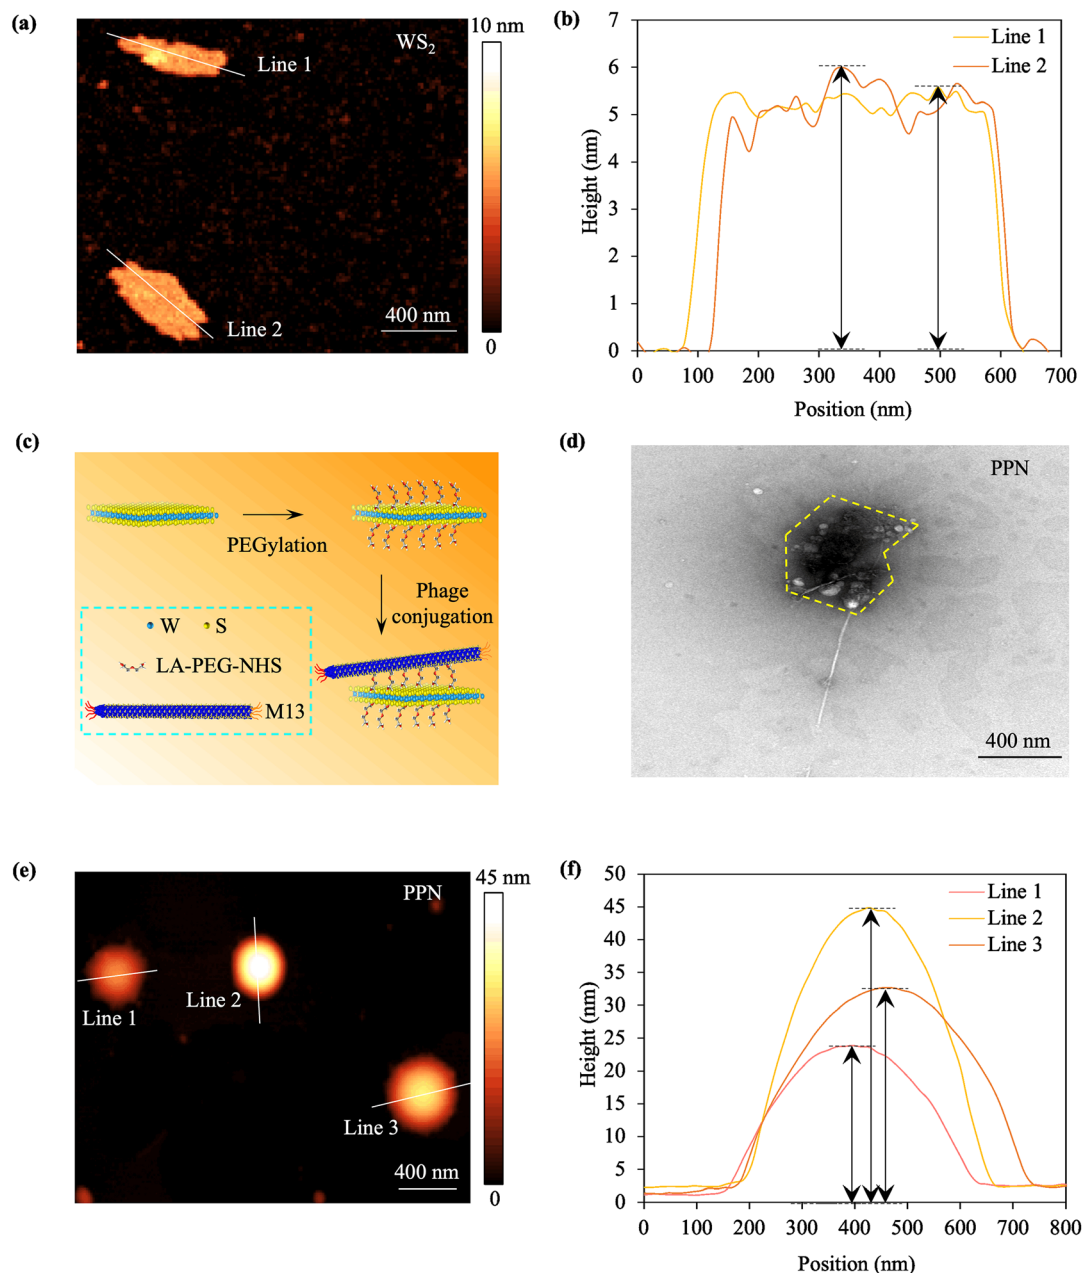 (a)
10 nm
WS2
Line 1
Line 2
400 nm
0
(b)
Line 1
Line 2
7
6
5
4
3
2
1
0
Height (nm)
0 100 200 300 400 500 600 700
Position (nm)
(c)
PEGylation
Phage
conjugation
W S
LA-PEG-NHS
M13
(d)
PPN
400 nm
(e)
45 nm
PPN
Line 1
Line 2
Line 3
400 nm
0
(f)
Line 1
Line 2
Line 3
50
45
40
35
30
25
20
15
10
5
0
Height (nm)
0 100 200 300 400 500 600 700 800
Position (nm)